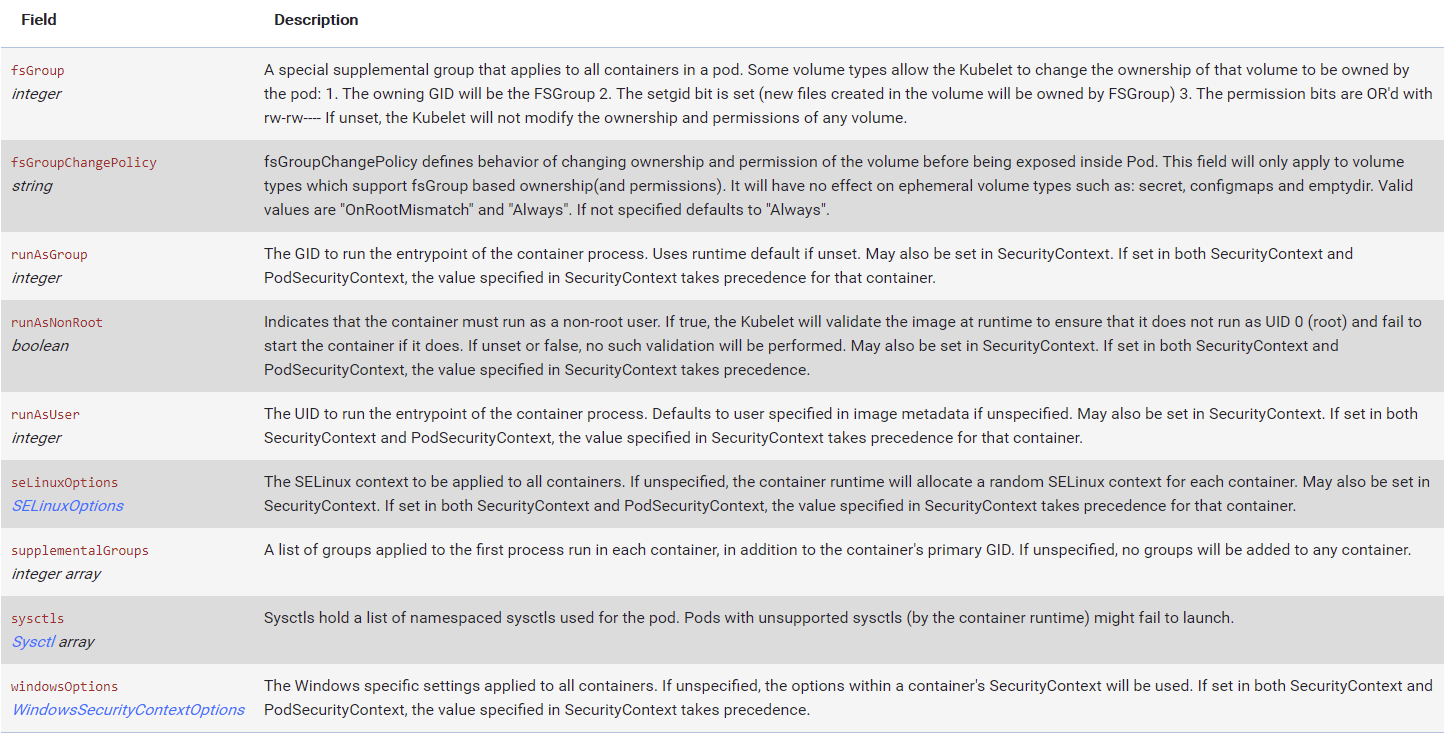 Field Description
fsGroup A special supplemental group that applies to all containers in a pod. Some volume types allow the Kubelet to change the ownership of that volume to be owned by
integer the pod: 1. The owning GID will be the FSGroup 2. The setgid bit is set (new files created in the volume will be owned by FSGroup) 3. The permission bits are OR'd with
rw-rw---- If unset, the Kubelet will not modify the ownership and permissions of any volume.
fsGroupChangePolicy fsGroupChangePolicy defines behavior of changing ownership and permission of the volume before being exposed inside Pod. This field will only apply to volume
string types which support fsGroup based ownership(and permissions). It will have no effect on ephemeral volume types such as: secret, configmaps and emptydir. Valid
values are "OnRootMismatch" and "Always". If not specified defaults to "Always".
runAsGroup The GID to run the entrypoint of the container process. Uses runtime default if unset. May also be set in SecurityContext. If set in both SecurityContext and
integer PodSecurityContext, the value specified in SecurityContext takes precedence for that container.
runAsNonRoot Indicates that the container must run as a non-root user. If true, the Kubelet will validate the image at runtime to ensure that it does not run as UID 0 (root) and fail to
boolean start the container if it does. If unset or false, no such validation will be performed. May also be set in SecurityContext. If set in both SecurityContext and
PodSecurityContext, the value specified in SecurityContext takes precedence.
runAsUser The UID to run the entrypoint of the container process. Defaults to user specified in image metadata if unspecified. May also be set in SecurityContext. If set in both
integer SecurityContext and PodSecurityContext, the value specified in SecurityContext takes precedence for that container.
seLinuxOptions The SELinux context to be applied to all containers. If unspecified, the container runtime will allocate a random SELinux context for each container. May also be set in
SELinuxOptions SecurityContext. If set in both SecurityContext and PodSecurityContext, the value specified in SecurityContext takes precedence for that container.
supplementalGroups A list of groups applied to the first process run in each container, in addition to the container's primary GID. If unspecified, no groups will be added to any container.
integer array
sysctls Sysctls hold a list of namespaced sysctls used for the pod. Pods with unsupported sysctls (by the container runtime) might fail to launch.
Sysctl array
windowsOptions The Windows specific settings applied to all containers. If unspecified, the options within a container's SecurityContext will be used. If set in both SecurityContext and
WindowsSecurityContextOptions PodSecurityContext, the value specified in SecurityContext takes precedence.